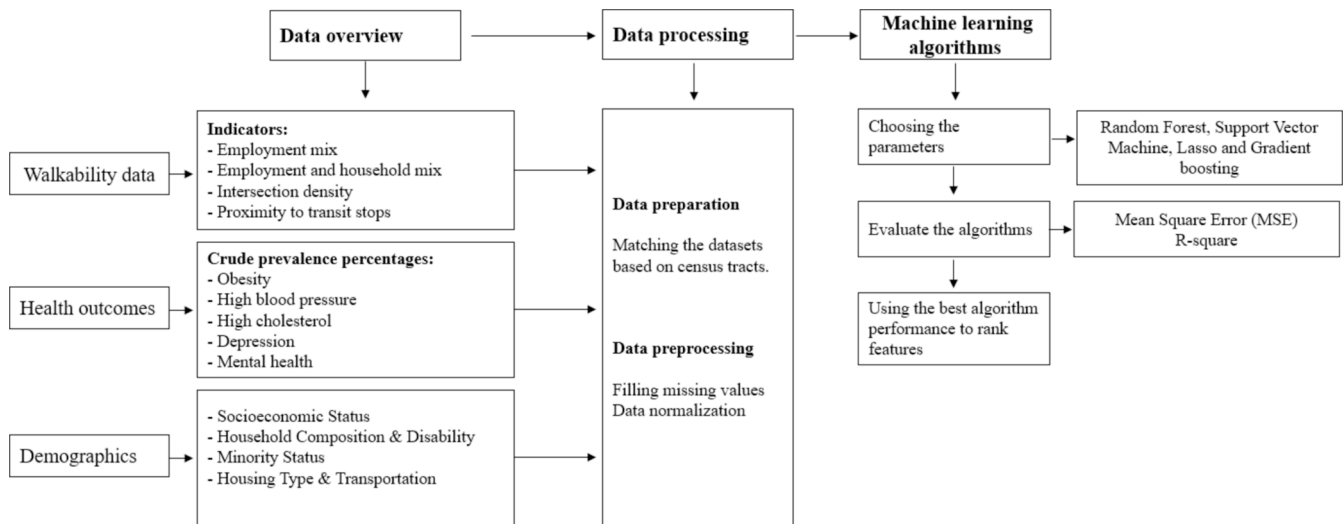 Data overview
Data processing
Machine learning
algorithms
Walkability data
Indicators:
- Employment mix
- Employment and household mix
- Intersection density
- Proximity to transit stops
Health outcomes
Crude prevalence percentages:
- Obesity
- High blood pressure
- High cholesterol
- Depression
- Mental health
Demographics
- Socioeconomic Status
- Household Composition & Disability
- Minority Status
- Housing Type & Transportation
Data preparation
Matching the datasets
based on census tracts.
Data preprocessing
Filling missing values
Data normalization
Choosing the
parameters
Random Forest, Support Vector
Machine, Lasso and Gradient
boosting
Evaluate the algorithms
Mean Square Error (MSE)
R-square
Using the best algorithm
performance to rank
features